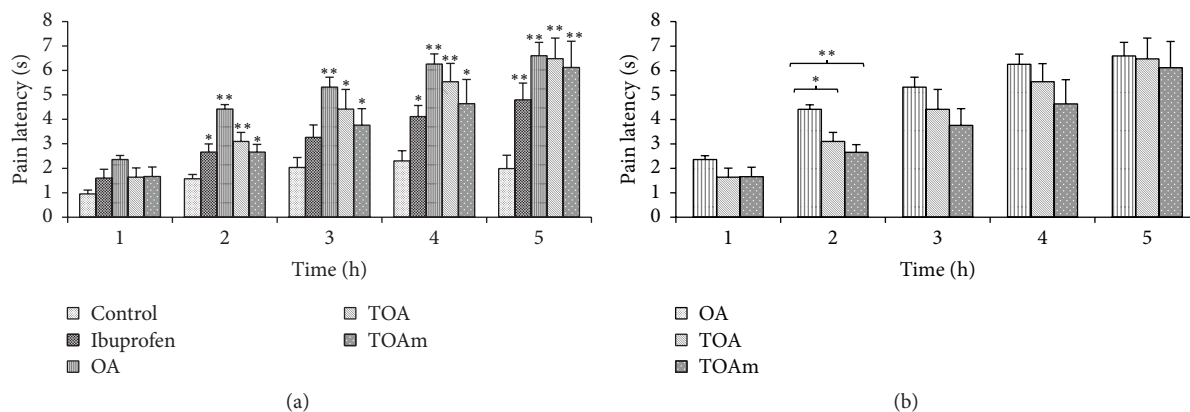 8
7
6
5
4
3
2
1
0
Pain latency (s)
* ** ** *
** * *
* ** ** *
** ** ** **
1 2 3 4 5
Time (h)
Control
Ibuprofen
OA
TOA
TOAm
(a)
8
7
6
5
4
3
2
1
0
Pain latency (s)
**
*
1 2 3 4 5
Time (h)
OA
TOA
TOAm
(b)